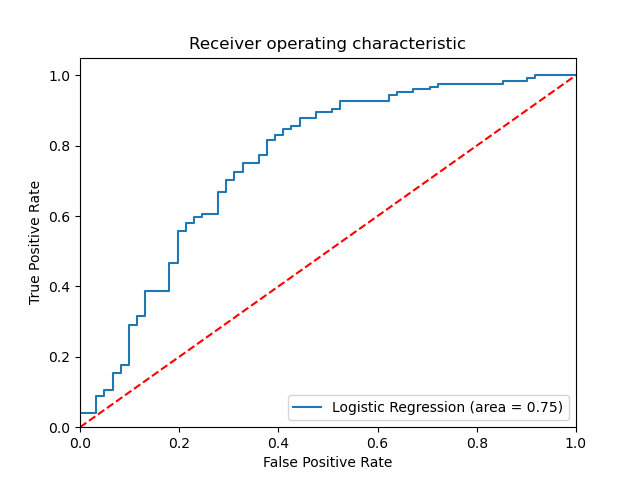 Receiver operating characteristic
True Positive Rate
1.0
0.8
0.6
0.4
0.2
0.0
Logistic Regression (area = 0.75)
0.0 0.2 0.4 0.6 0.8 1.0
False Positive Rate